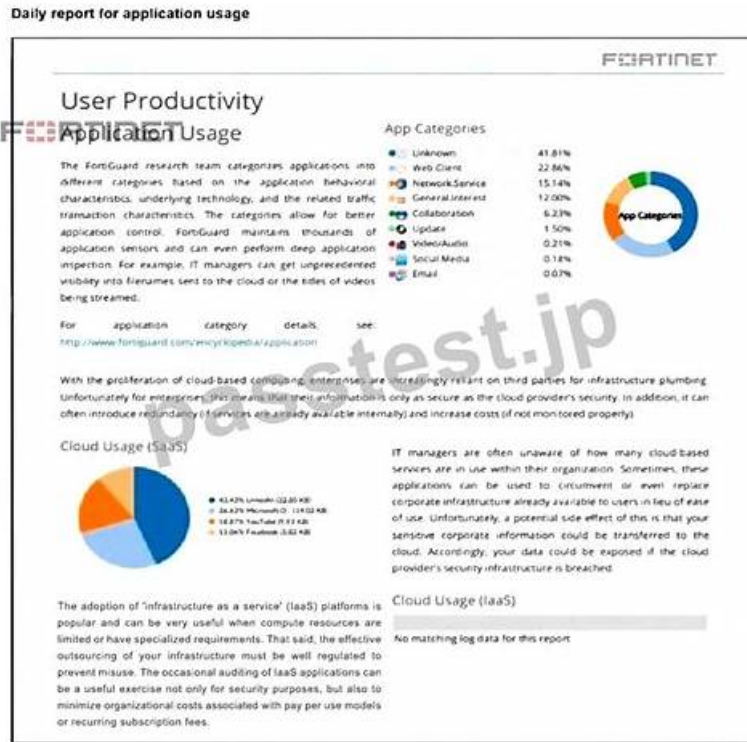 Daily report for application usage
FORTINET
User Productivity
FORTINET
Application Usage
The FortiGuard research team categorizes applications into
different categories based on the application behavioral
characteristics, underlying technology, and the related traffic
transaction characteristics. The categories allow for better
application control. FortiGuard maintains thousands of
application sensors and can even perform deep application
inspection. For example, IT managers can get unprecedented
visibility into filenames sent to the cloud or the titles of videos
being streamed.
For application category details, see:
http://www.fortiguard.com/encyclopedia/application
App Categories
Unknown 41.81%
Web.Client 22.86%
Network.Service 15.14%
General.Interest 12.00%
Collaboration 6.23%
Update 1.50%
Video/Audio 0.21%
Social.Media 0.18%
Email 0.07%
App Categories
passtest.jp
With the proliferation of cloud-based computing, enterprises are increasingly reliant on third parties for infrastructure plumbing.
Unfortunately for enterprises, this means that their information is only as secure as the cloud provider's security. In addition, it can
often introduce redundancy (if services are already available internally) and increase costs (if not monitored properly).
Cloud Usage (SaaS)
LinkedIn
YouTube
Facebook
IT managers are often unaware of how many cloud-based
services are in use within their organization. Sometimes, these
applications can be used to circumvent or even replace
corporate infrastructure already available to users in lieu of ease
of use. Unfortunately, a potential side effect of this is that your
sensitive corporate information could be transferred to the
cloud. Accordingly, your data could be exposed if the cloud
provider's security infrastructure is breached.
The adoption of "infrastructure as a service" (IaaS) platforms is
popular and can be very useful when compute resources are
limited or have specialized requirements. That said, the effective
outsourcing of your infrastructure must be well regulated to
prevent misuse. The occasional auditing of IaaS applications can
be a useful exercise not only for security purposes, but also to
minimize organizational costs associated with pay per use models
or recurring subscription fees.
Cloud Usage (IaaS)
No matching log data for this report